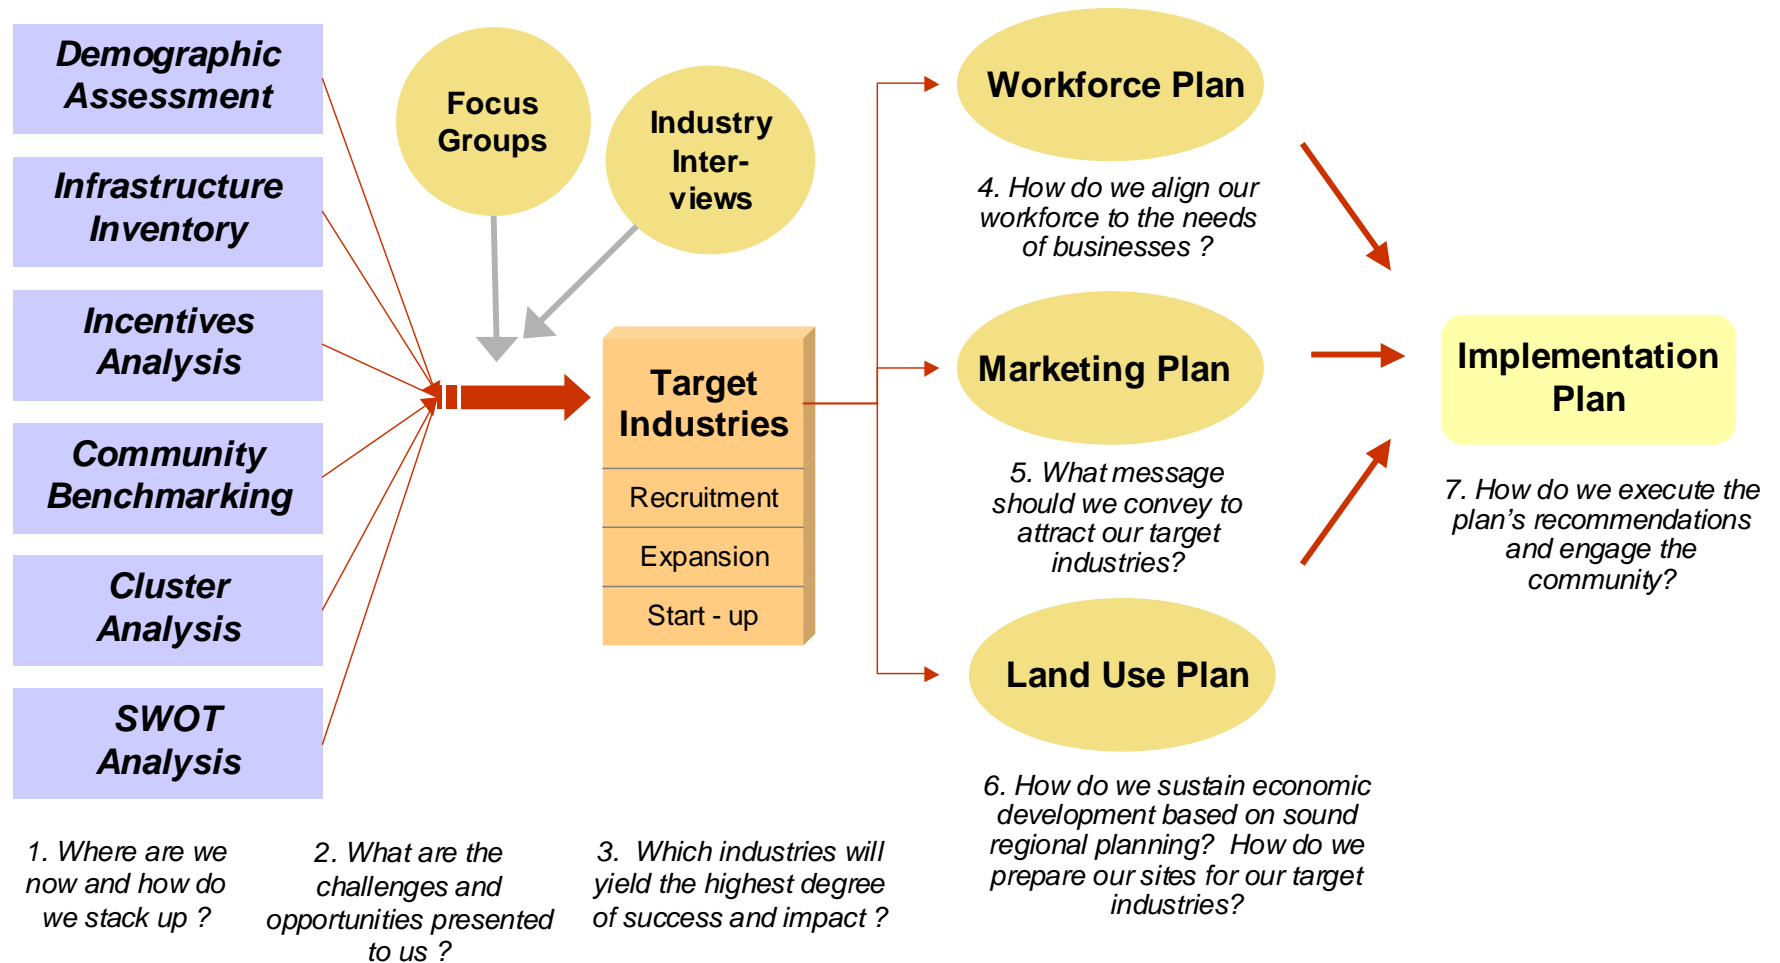 Demographic
Assessment
Infrastructure
Inventory
Incentives
Analysis
Community
Benchmarking
Cluster
Analysis
SWOT
Analysis
Focus
Groups
Industry
Inter-
views
Target
Industries
Recruitment
Expansion
Start - up
Workforce Plan
4. How do we align our
workforce to the needs
of businesses ?
Marketing Plan
5. What message
should we convey to
attract our target
industries?
Land Use Plan
6. How do we sustain economic
development based on sound
regional planning?  How do we
prepare our sites for our target
industries?
Implementation
Plan
7. How do we execute the
plan's recommendations
and engage the
community?
1. Where are we
now and how do
we stack up ?
2. What are the
challenges and
opportunities presented
to us ?
3.  Which industries will
yield the highest degree
of success and impact ?